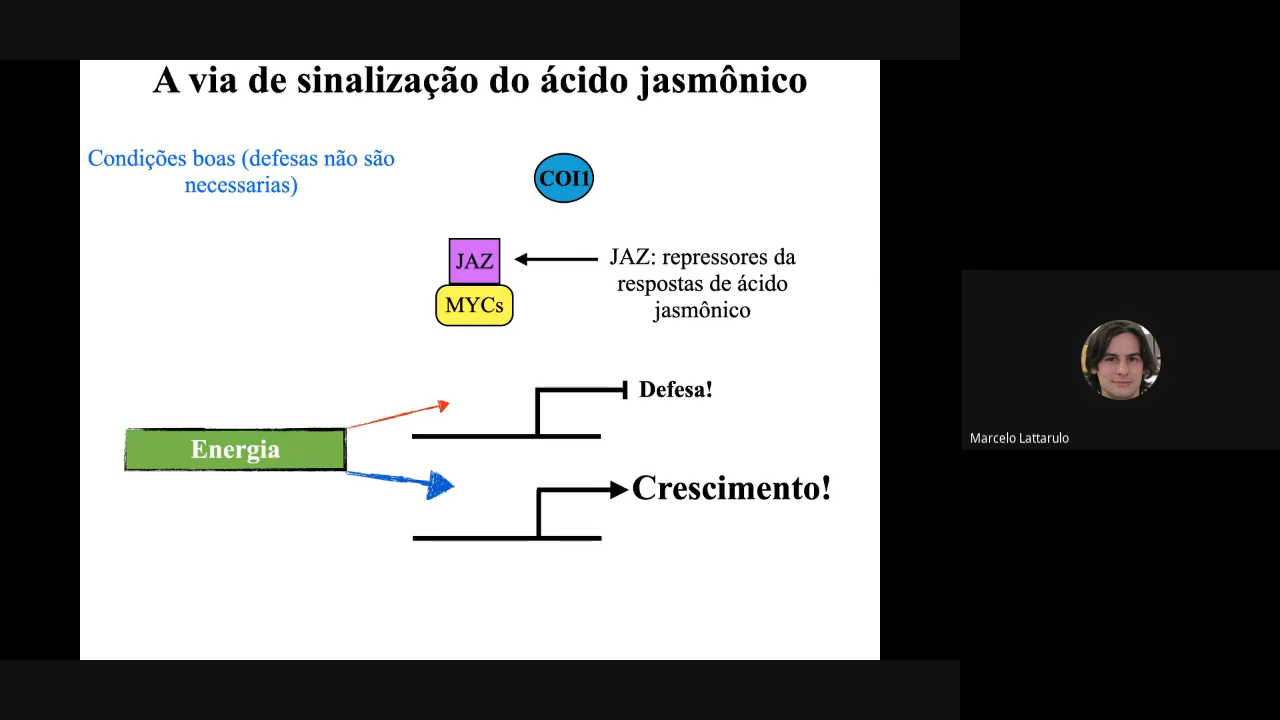 A via de sinalização do ácido jasmônico
Condições boas (defesas não são
necessarias)
COI1
JAZ
MYCs
JAZ: repressores da
respostas de ácido
jasmônico
Defesa!
Energia
Crescimento!
Marcelo Lattarulo